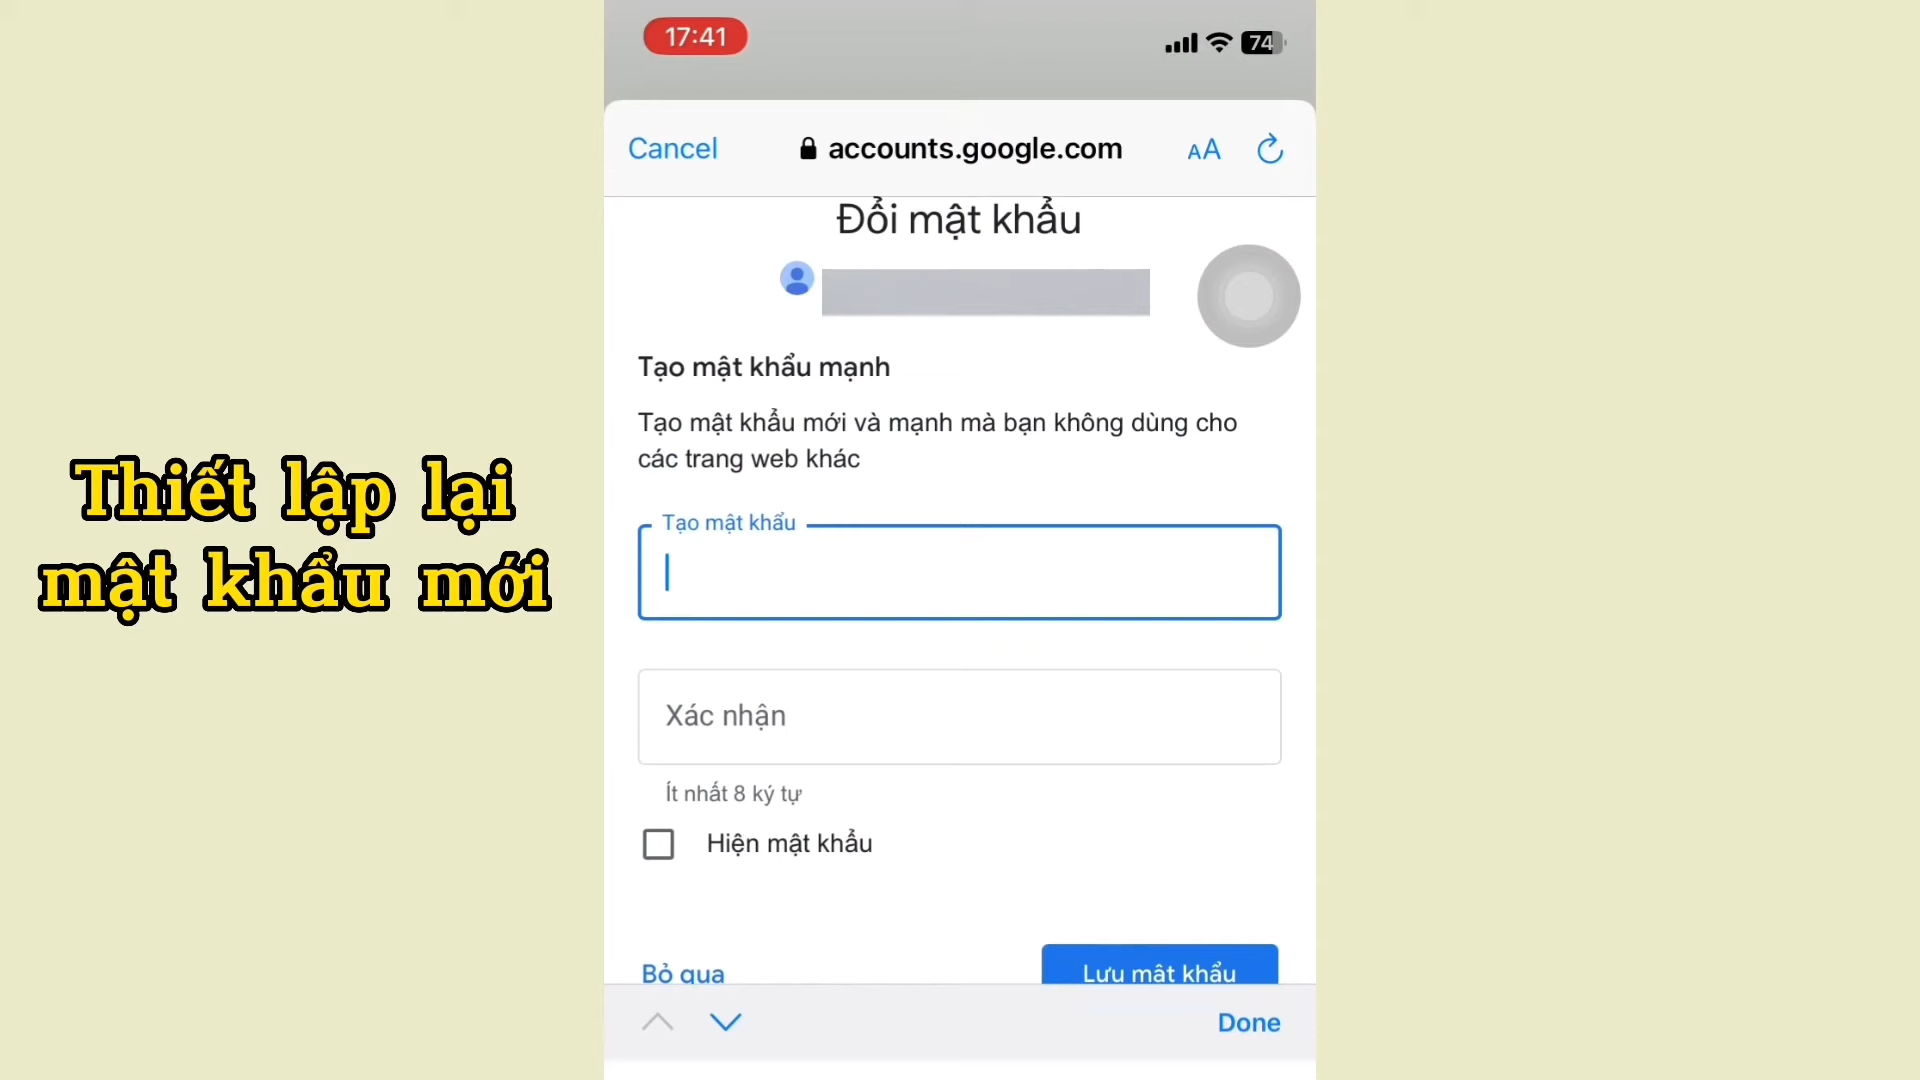 17:41
74
Cancel
accounts.google.com
AA
Đổi mật khẩu
Tạo mật khẩu mạnh
Tạo mật khẩu mới và mạnh mà bạn không dùng cho
các trang web khác
Thiết lập lại
mật khẩu mới
Tạo mật khẩu
Xác nhận
Ít nhất 8 ký tự
Hiện mật khẩu
Bỏ qua
Lưu mật khẩu
Done